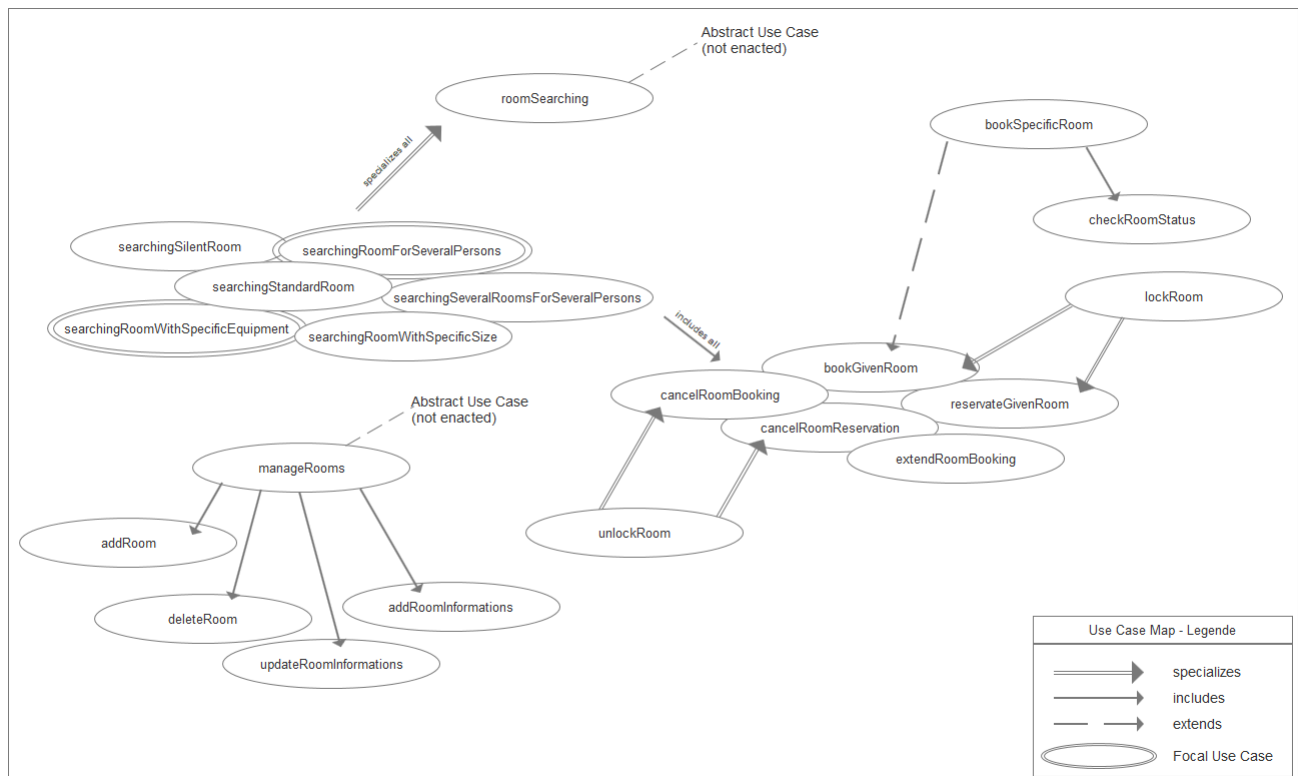 Abstract Use Case
(not enacted)
roomSearching
bookSpecificRoom
specializes all
checkRoomStatus
searchingSilentRoom
searchingRoomForSeveralPersons
searchingStandardRoom
searchingSeveralRoomsForSeveralPersons
lockRoom
searchingRoomWithSpecificEquipment
searchingRoomWithSpecificSize
includes all
bookGivenRoom
cancelRoomBooking
reservateGivenRoom
Abstract Use Case
(not enacted)
cancelRoomReservation
extendRoomBooking
manageRooms
unlockRoom
addRoom
addRoomInformations
deleteRoom
updateRoomInformations
Use Case Map - Legende
specializes
includes
extends
Focal Use Case